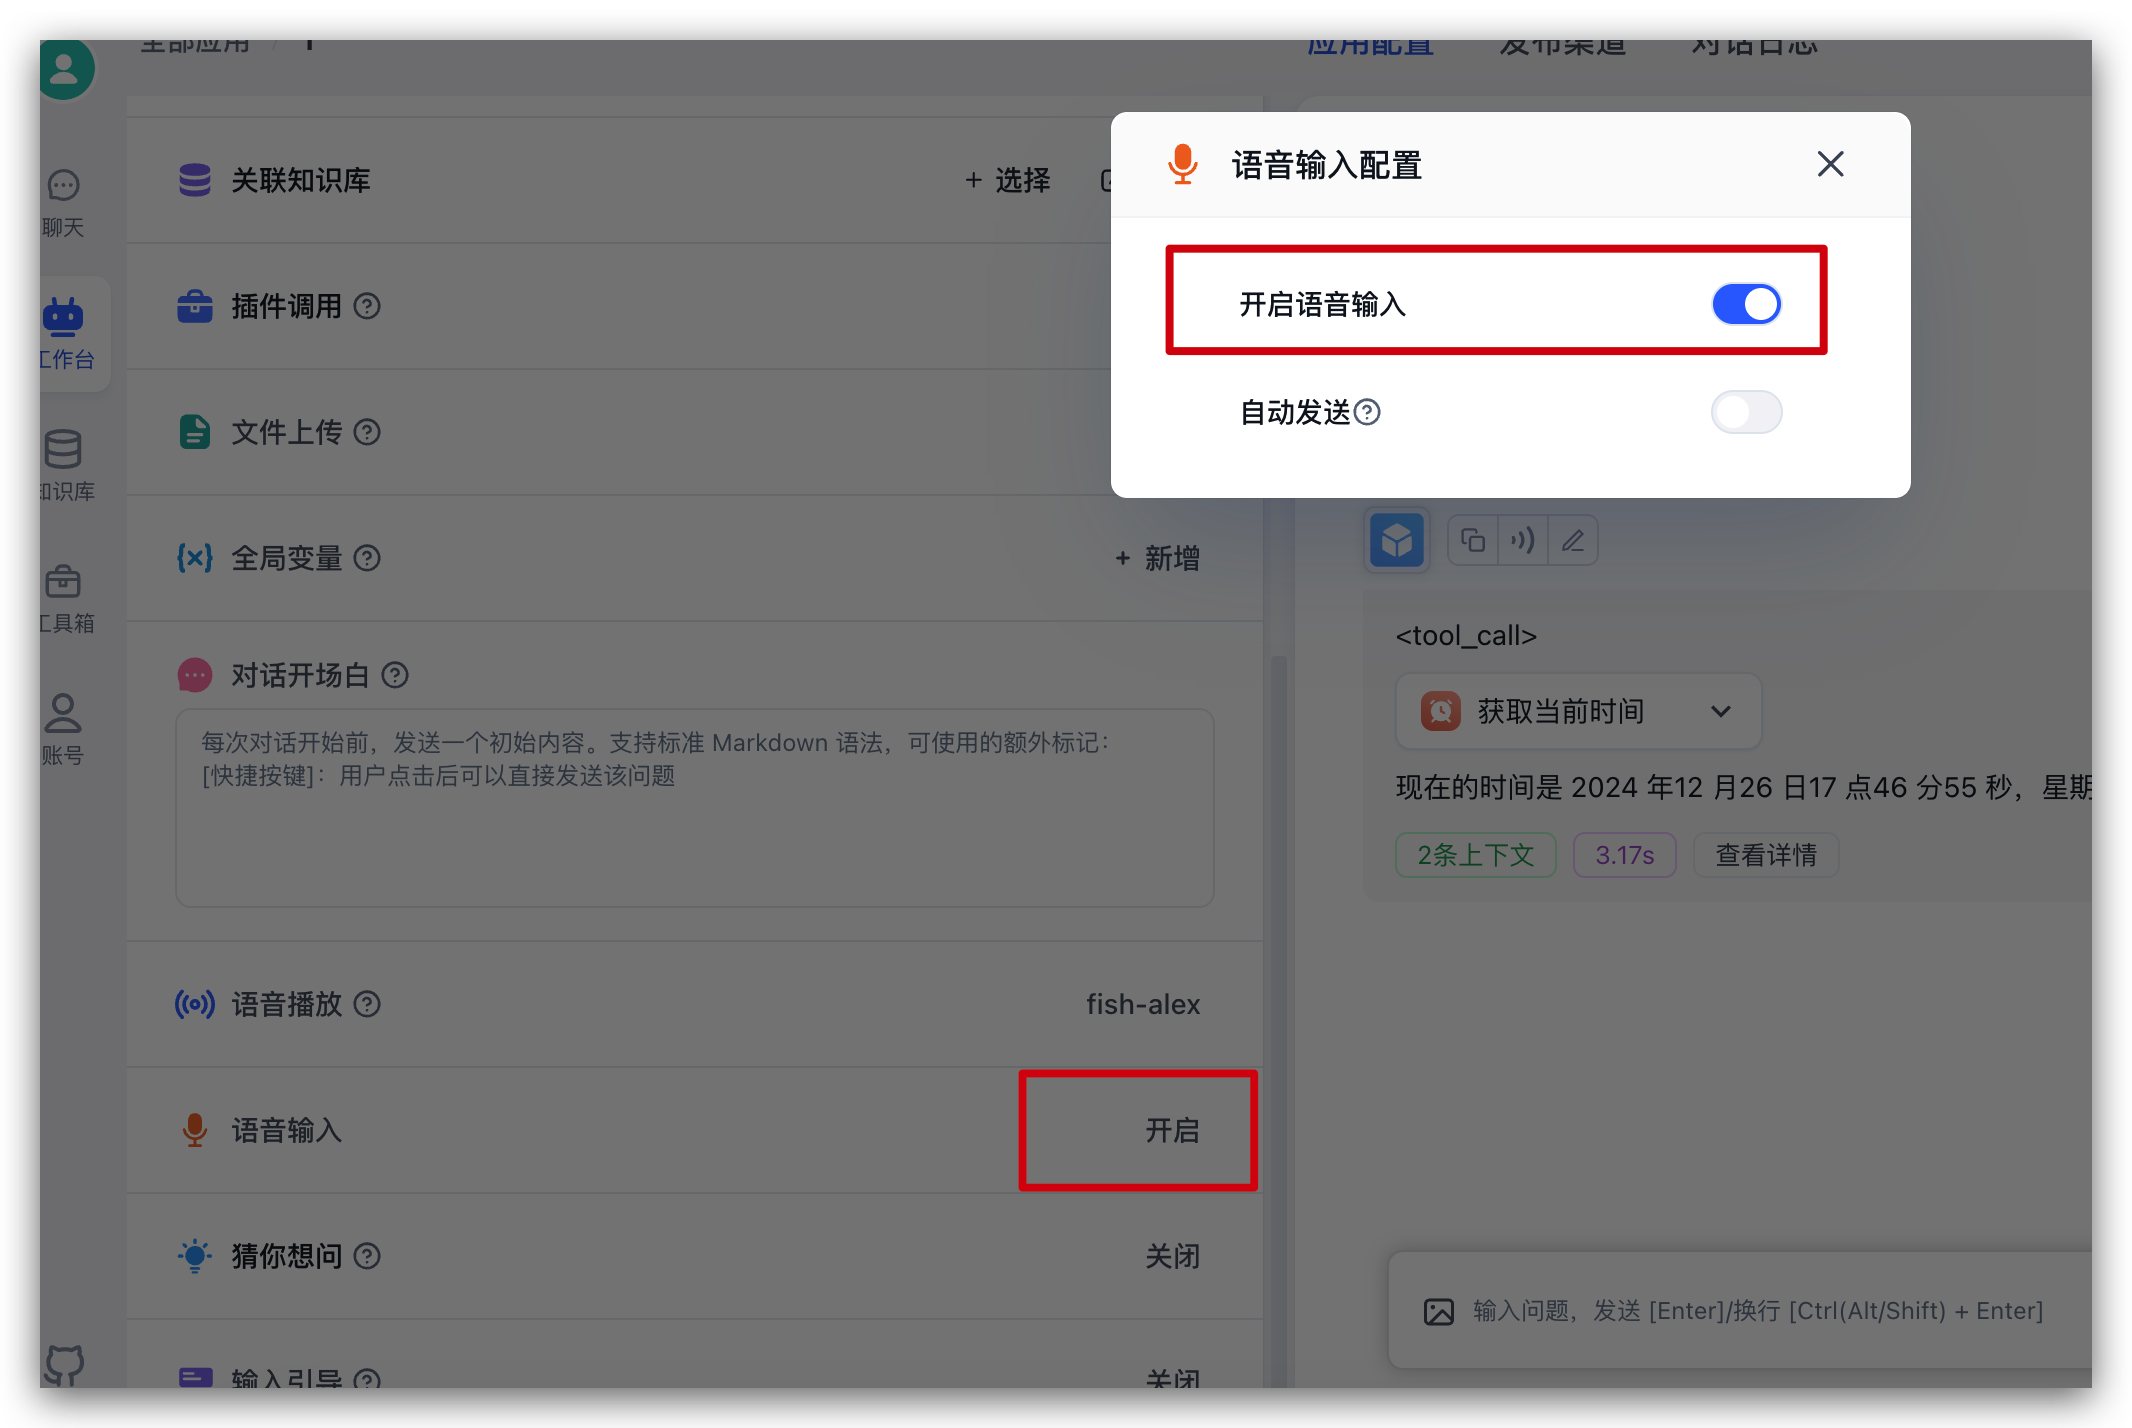 全部应用 / 1
应用配置 发布渠道 对话日志
聊天
工作台
知识库
工具箱
账号
关联知识库
+ 选择
插件调用
文件上传
全局变量
+ 新增
对话开场白
每次对话开始前，发送一个初始内容。支持标准 Markdown 语法，可使用的额外标记：
[快捷按键]：用户点击后可以直接发送该问题
语音播放
fish-alex
语音输入
开启
猜你想问
关闭
输入引导
关闭
语音输入配置
开启语音输入
自动发送
<tool_call>
获取当前时间
现在的时间是 2024 年12 月26 日17 点46 分55 秒，星期
2条上下文
3.17s
查看详情
输入问题，发送 [Enter]/换行 [Ctrl(Alt/Shift) + Enter]